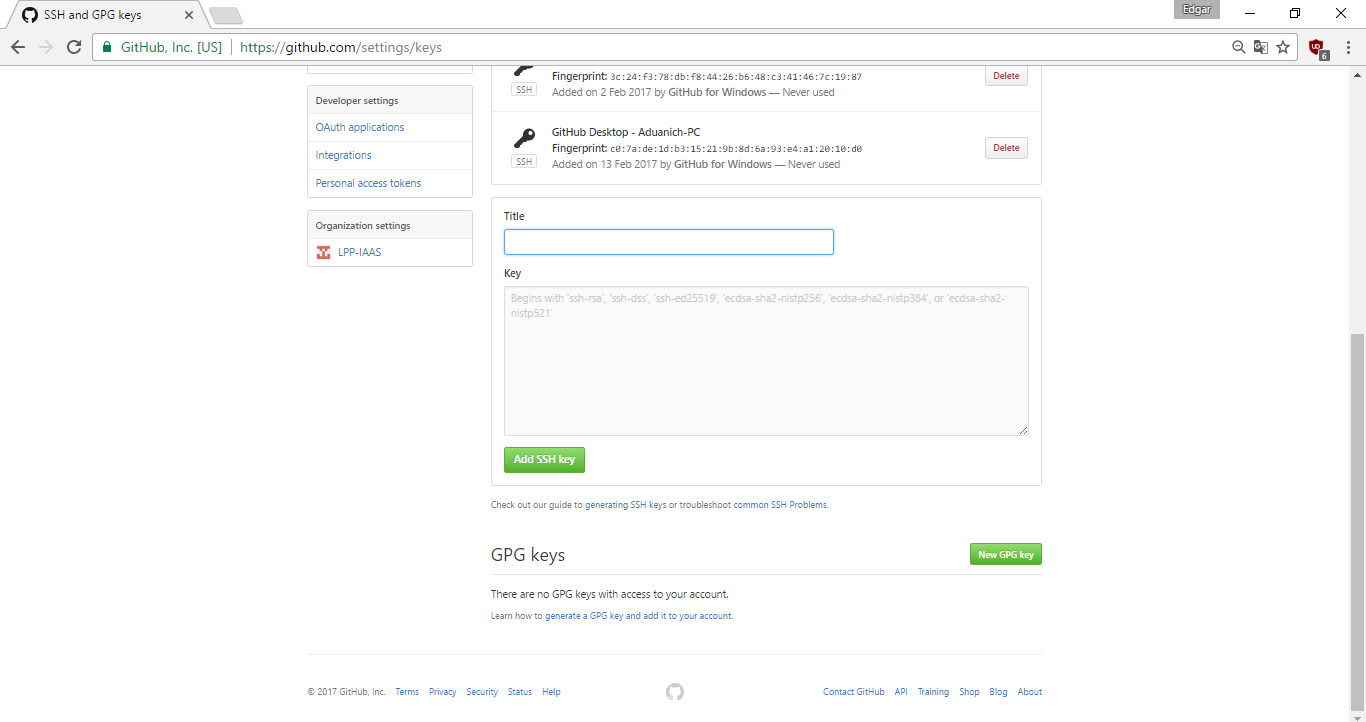 SSH and GPG keys
Edgar
GitHub, Inc. [US] https://github.com/settings/keys
6
Developer settings
OAuth applications
Integrations
Personal access tokens
Organization settings
LPP-IAAS
Fingerprint: 3c:24:f3:78:db:f8:44:26:b6:48:c3:41:46:7c:19:87
SSH
Added on 2 Feb 2017 by GitHub for Windows — Never used
Delete
GitHub Desktop - Aduanich-PC
Fingerprint: c0:7a:de:1d:b3:15:21:9b:8d:6a:93:e4:a1:20:10:d0
SSH
Added on 13 Feb 2017 by GitHub for Windows — Never used
Delete
Title
Key
Begins with 'ssh-rsa', 'ssh-dss', 'ssh-ed25519', 'ecdsa-sha2-nistp256', 'ecdsa-sha2-nistp384', or 'ecdsa-sha2-
nistp521'
Add SSH key
Check out our guide to generating SSH keys or troubleshoot common SSH Problems.
GPG keys
New GPG key
There are no GPG keys with access to your account.
Learn how to generate a GPG key and add it to your account.
© 2017 GitHub, Inc. Terms Privacy Security Status Help
Contact GitHub API Training Shop Blog About